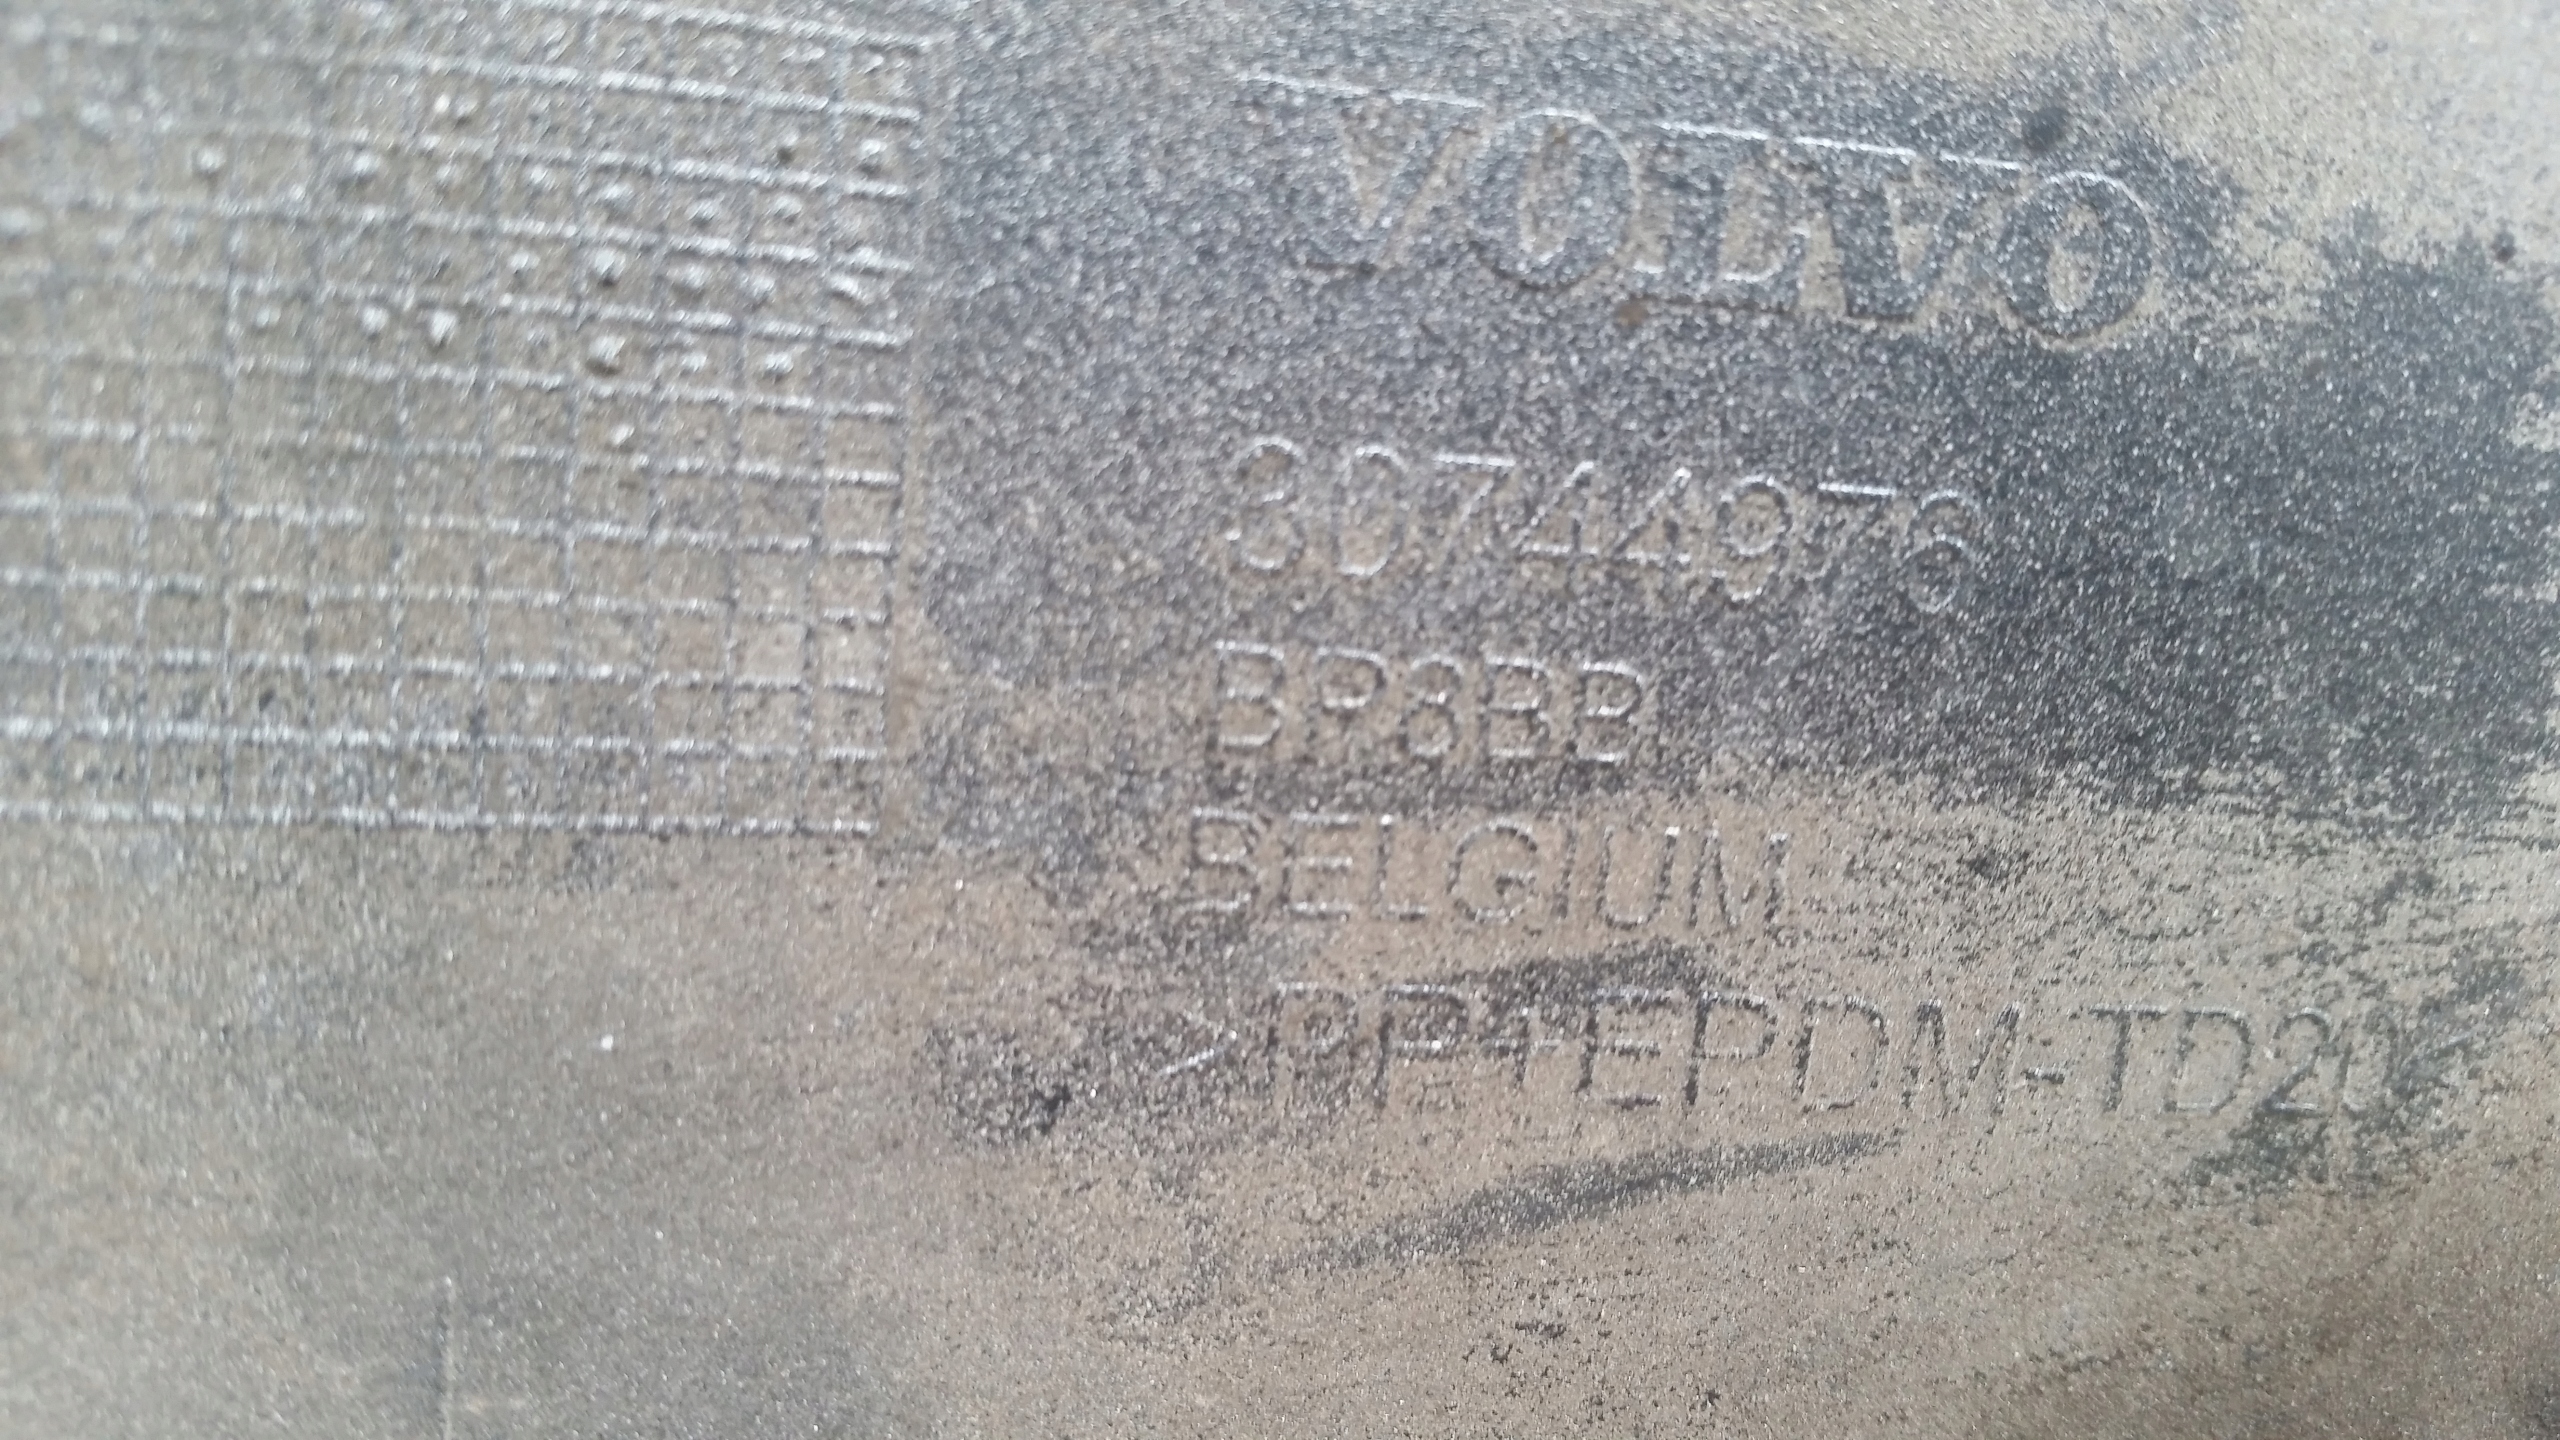 VOLVO
30744976
BP8BB
BELGIUM
>PP+EPDM-TD20<